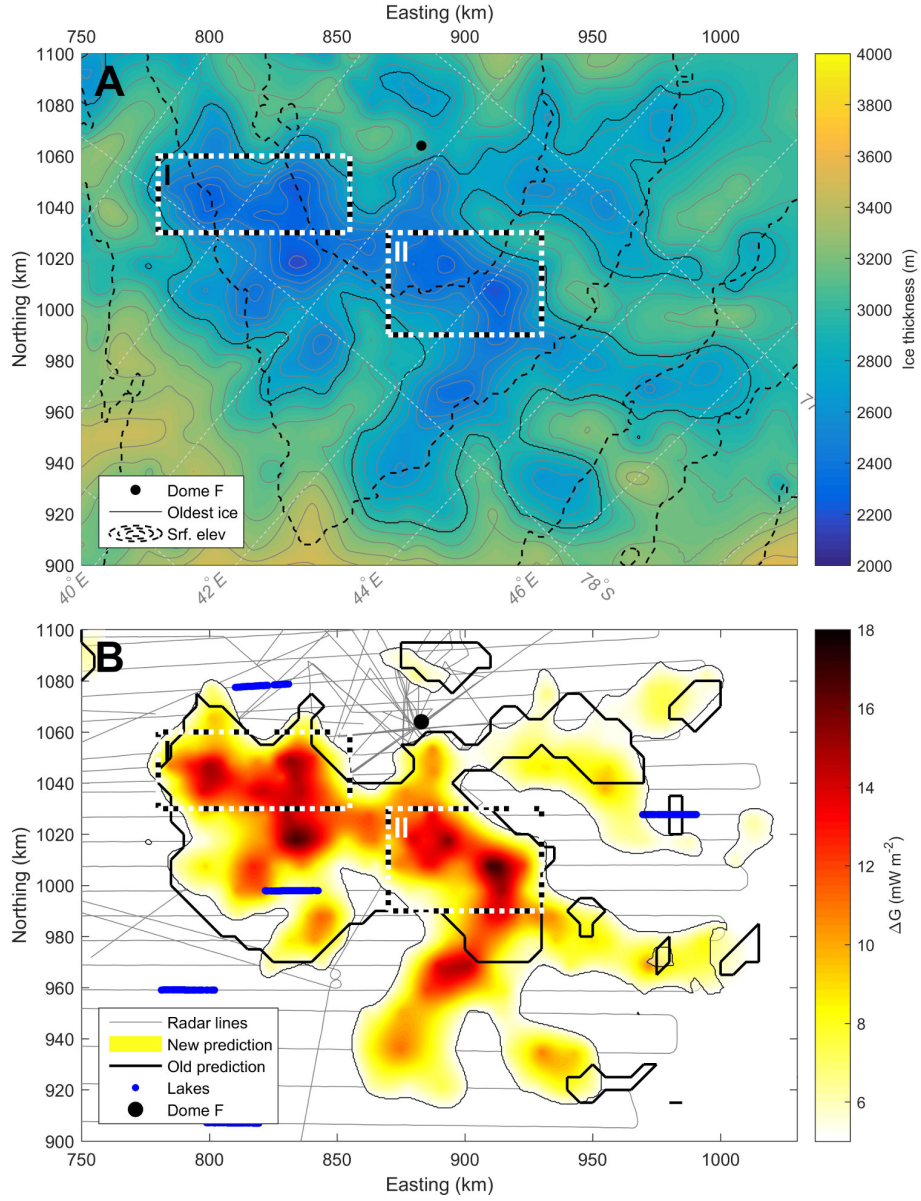 Easting (km)
750 800 850 900 950 1000
A
1100
1080
1060
1040
1020
1000
980
960
940
920
900
Northing (km)
I
II
Dome F
Oldest ice
Srf. elev
40°E
42°E
44°E
46°E
78°S
4000
3800
3600
3400
3200
3000
2800
2600
2400
2200
2000
Ice thickness (m)
B
1100
1080
1060
1040
1020
1000
980
960
940
920
900
Northing (km)
I
II
Radar lines
New prediction
Old prediction
Lakes
Dome F
750 800 850 900 950 1000
Easting (km)
18
16
14
12
10
8
6
ΔG (mW m⁻²)